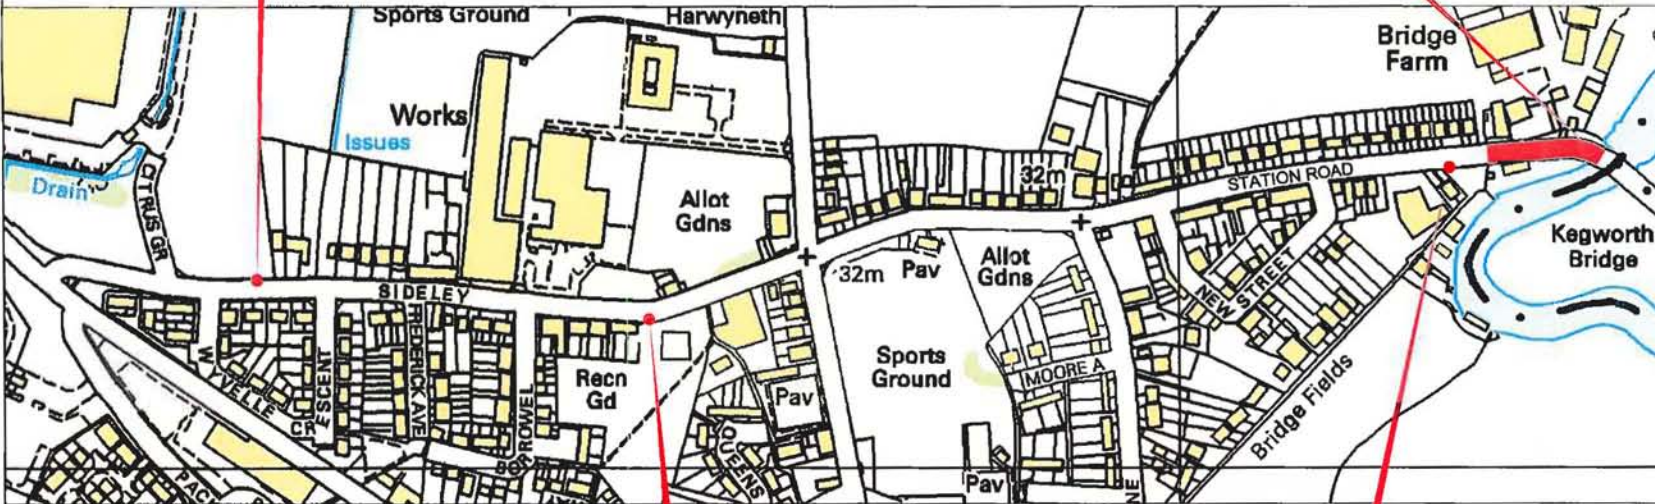 Sports Ground
Harwyneth
Bridge
Farm
Works
Issues
Drain
CITRUS GR
Allot
Gdns
32m
STATION ROAD
Kegworth
Bridge
32m
Pav
Allot
Gdns
SIDELEY
NEW STREET
WYVELLE
CR
ESCENT
FREDERICK AVE
BORROWEL
Recn
Gd
Pav
Sports
Ground
MOORE A
Bridge Fields
QUEENS
Pav
PACK
NE